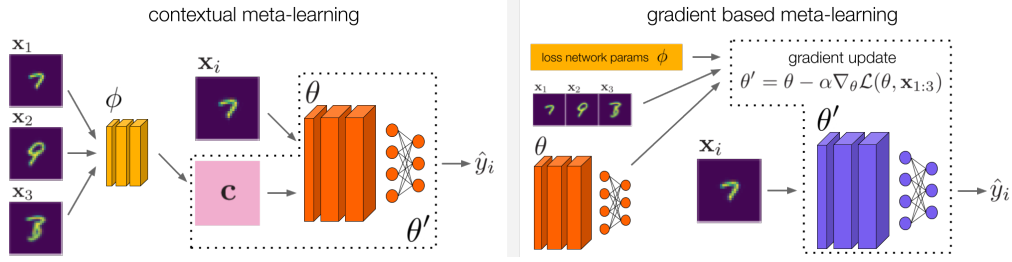 contextual meta-learning
x₁
x₂
x₃
ϕ
xᵢ
c
θ
θ′
ŷᵢ
gradient based meta-learning
loss network params ϕ
x₁ x₂ x₃
θ
gradient update
θ′ = θ − α∇_θ ℒ(θ, x₁:₃)
θ′
xᵢ
ŷᵢ